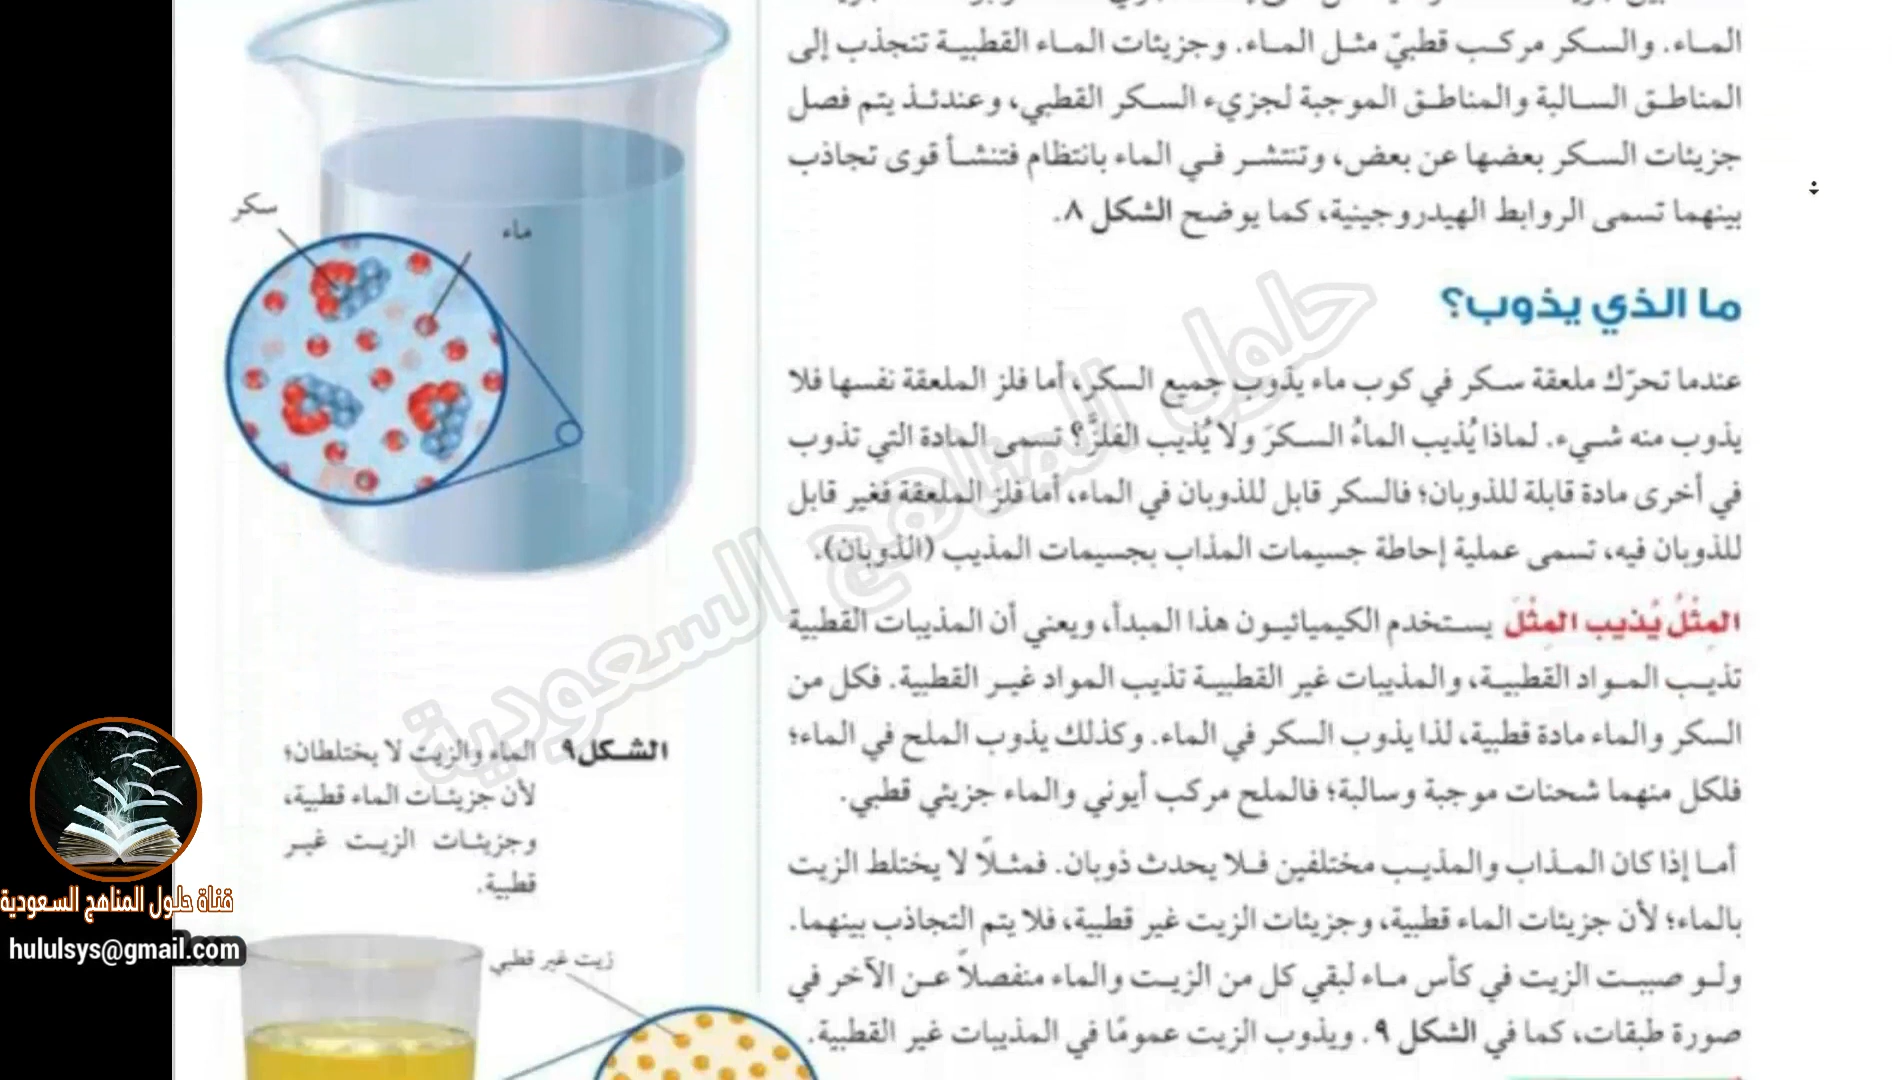 الماء. والسكر مركب قطبيّ مثل الماء. وجزيئات الماء القطبية تنجذب إلى
المناطق السالبة والمناطق الموجبة لجزيء السكر القطبي، وعندئذ يتم فصل
جزيئات السكر بعضها عن بعض، وتنتشر في الماء بانتظام فتنشأ قوى تجاذب
بينهما تسمى الروابط الهيدروجينية، كما يوضح الشكل ٨.
ما الذي يذوب؟
عندما تحرّك ملعقة سكر في كوب ماء يذوب جميع السكر، أما فلز الملعقة نفسها فلا
يذوب منه شيء. لماذا يُذيب الماءُ السكرَ ولا يُذيب الفلزَّ؟ تسمى المادة التي تذوب
في أخرى مادة قابلة للذوبان؛ فالسكر قابل للذوبان في الماء، أما فلز الملعقة فغير قابل
للذوبان فيه، تسمى عملية إحاطة جسيمات المذاب بجسيمات المذيب (الذوبان).
المِثْلُ يُذيب المِثْلَ يستخدم الكيميائيون هذا المبدأ، ويعني أن المذيبات القطبية
تذيب المواد القطبية، والمذيبات غير القطبية تذيب المواد غير القطبية. فكل من
السكر والماء مادة قطبية، لذا يذوب السكر في الماء. وكذلك يذوب الملح في الماء؛
فلكل منهما شحنات موجبة وسالبة؛ فالملح مركب أيوني والماء جزيئي قطبي.
أما إذا كان المذاب والمذيب مختلفين فلا يحدث ذوبان. فمثلاً لا يختلط الزيت
بالماء؛ لأن جزيئات الماء قطبية، وجزيئات الزيت غير قطبية، فلا يتم التجاذب بينهما.
ولو صببت الزيت في كأس ماء لبقي كل من الزيت والماء منفصلاً عن الآخر في
صورة طبقات، كما في الشكل ٩. ويذوب الزيت عمومًا في المذيبات غير القطبية.
سكر
ماء
الشكل ٩ الماء والزيت لا يختلطان؛
لأن جزيئات الماء قطبية،
وجزيئات الزيت غير
قطبية.
زيت غير قطبي
حلول المناهج السعودية
قناة حلول المناهج السعودية
hululsys@gmail.com